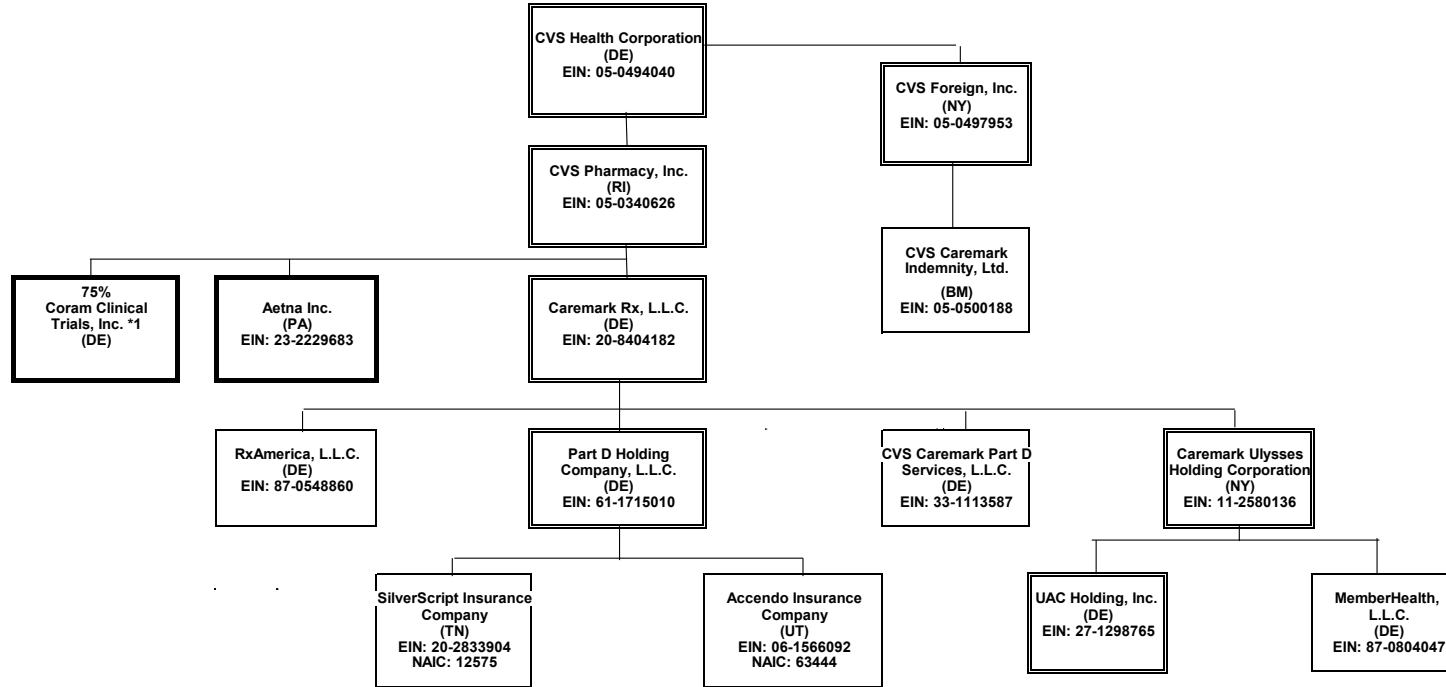 CVS Health Corporation
(DE)
EIN: 05-0494040
CVS Foreign, Inc.
(NY)
EIN: 05-0497953
CVS Pharmacy, Inc.
(RI)
EIN: 05-0340626
CVS Caremark
Indemnity, Ltd.
(BM)
EIN: 05-0500188
75%
Coram Clinical
Trials, Inc. *1
(DE)
Aetna Inc.
(PA)
EIN: 23-2229683
Caremark Rx, L.L.C.
(DE)
EIN: 20-8404182
RxAmerica, L.L.C.
(DE)
EIN: 87-0548860
Part D Holding
Company, L.L.C.
(DE)
EIN: 61-1715010
CVS Caremark Part D
Services, L.L.C.
(DE)
EIN: 33-1113587
Caremark Ulysses
Holding Corporation
(NY)
EIN: 11-2580136
SilverScript Insurance
Company
(TN)
EIN: 20-2833904
NAIC: 12575
Accendo Insurance
Company
(UT)
EIN: 06-1566092
NAIC: 63444
UAC Holding, Inc.
(DE)
EIN: 27-1298765
MemberHealth,
L.L.C.
(DE)
EIN: 87-0804047